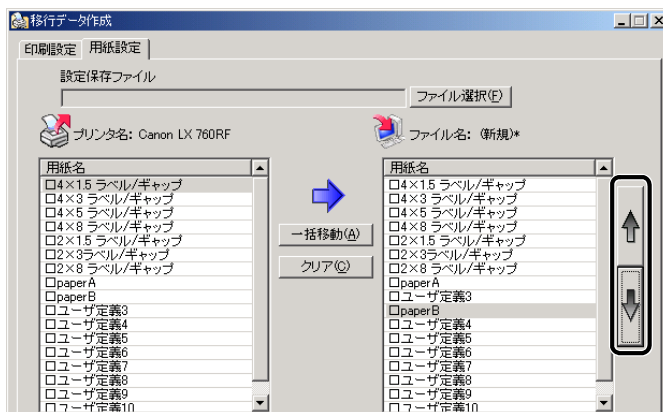 移行データ作成
印刷設定 用紙設定
設定保存ファイル
ファイル選択(F)
プリンタ名: Canon LX 760RF
ファイル名: (新規)*
用紙名
□4×1.5 ラベル/ギャップ
□4×3 ラベル/ギャップ
□4×5 ラベル/ギャップ
□4×8 ラベル/ギャップ
□2×1.5 ラベル/ギャップ
□2×3ラベル/ギャップ
□2×8 ラベル/ギャップ
□paperA
□paperB
□ユーザ定義3
□ユーザ定義4
□ユーザ定義5
□ユーザ定義6
□ユーザ定義7
□ユーザ定義8
□ユーザ定義9
□ユーザ定義10
一括移動(A)
クリア(C)
用紙名
□4×1.5 ラベル/ギャップ
□4×3 ラベル/ギャップ
□4×5 ラベル/ギャップ
□4×8 ラベル/ギャップ
□2×1.5 ラベル/ギャップ
□2×3ラベル/ギャップ
□2×8 ラベル/ギャップ
□paperA
□ユーザ定義3
□paperB
□ユーザ定義4
□ユーザ定義5
□ユーザ定義6
□ユーザ定義7
□ユーザ定義8
□ユーザ定義9
□ユーザ定義10